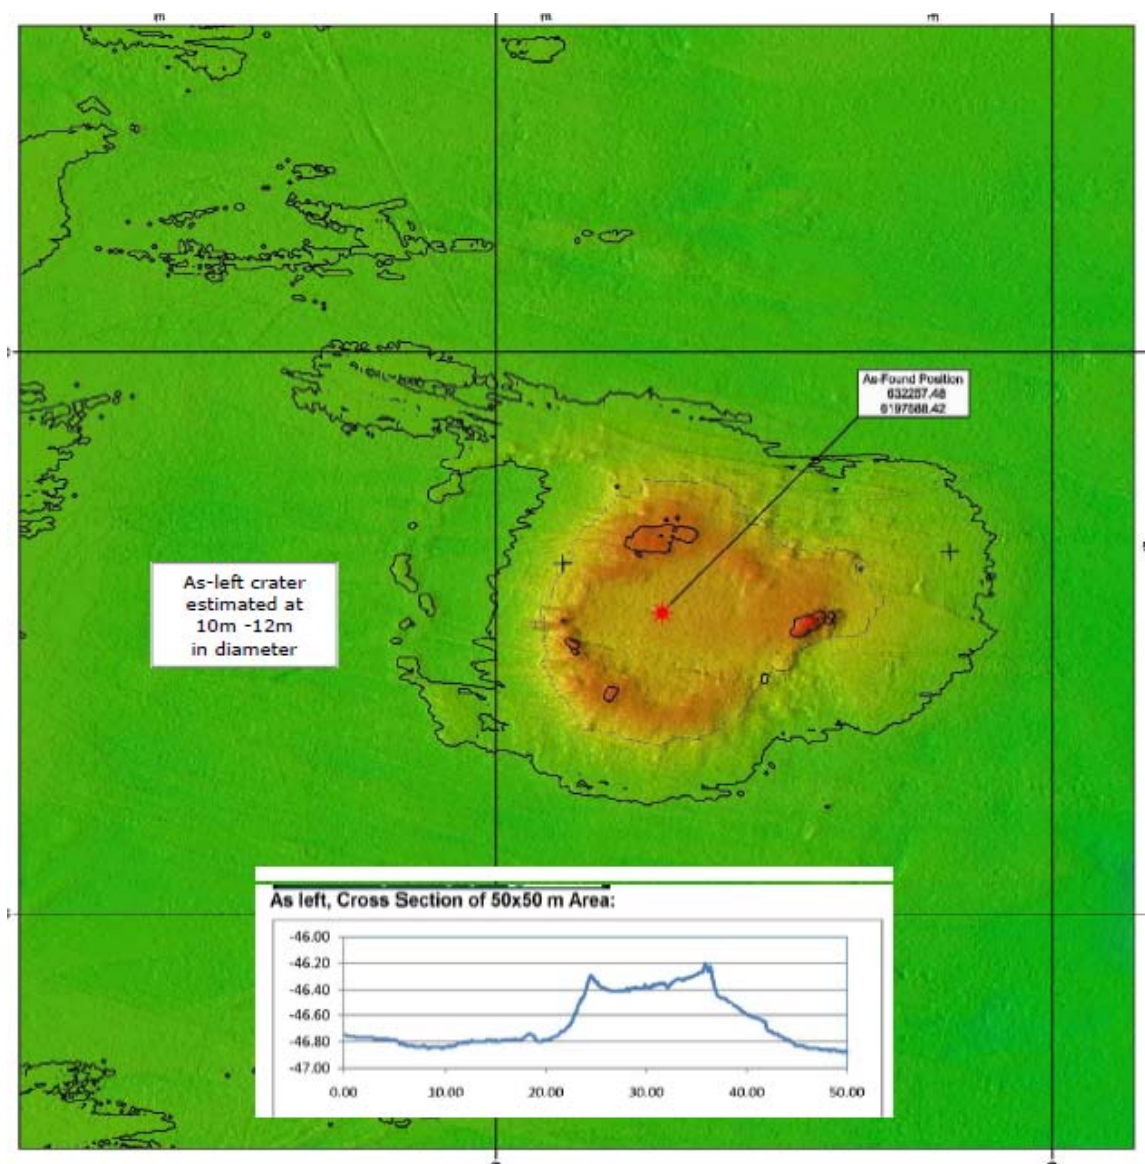 m m m
As-Found Position
632287.48
6197588.42
As-left crater
estimated at
10m -12m
in diameter
As left, Cross Section of 50x50 m Area:
-46.00
-46.20
-46.40
-46.60
-46.80
-47.00
0.00 10.00 20.00 30.00 40.00 50.00